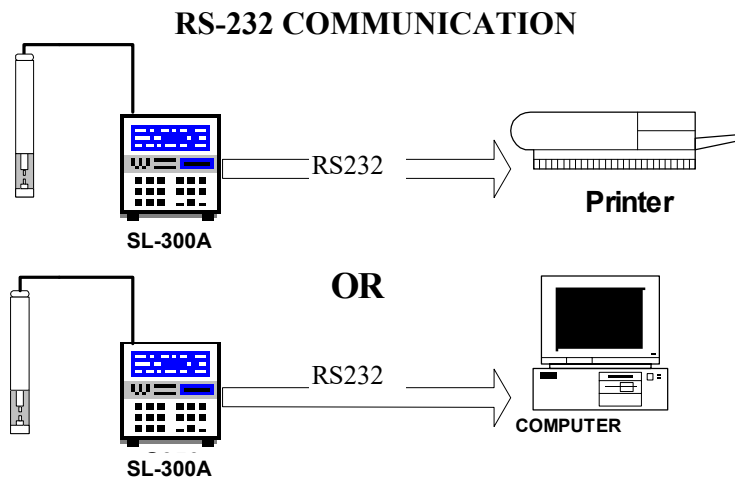 RS-232 COMMUNICATION
RS232
Printer
SL-300A
OR
RS232
COMPUTER
SL-300A